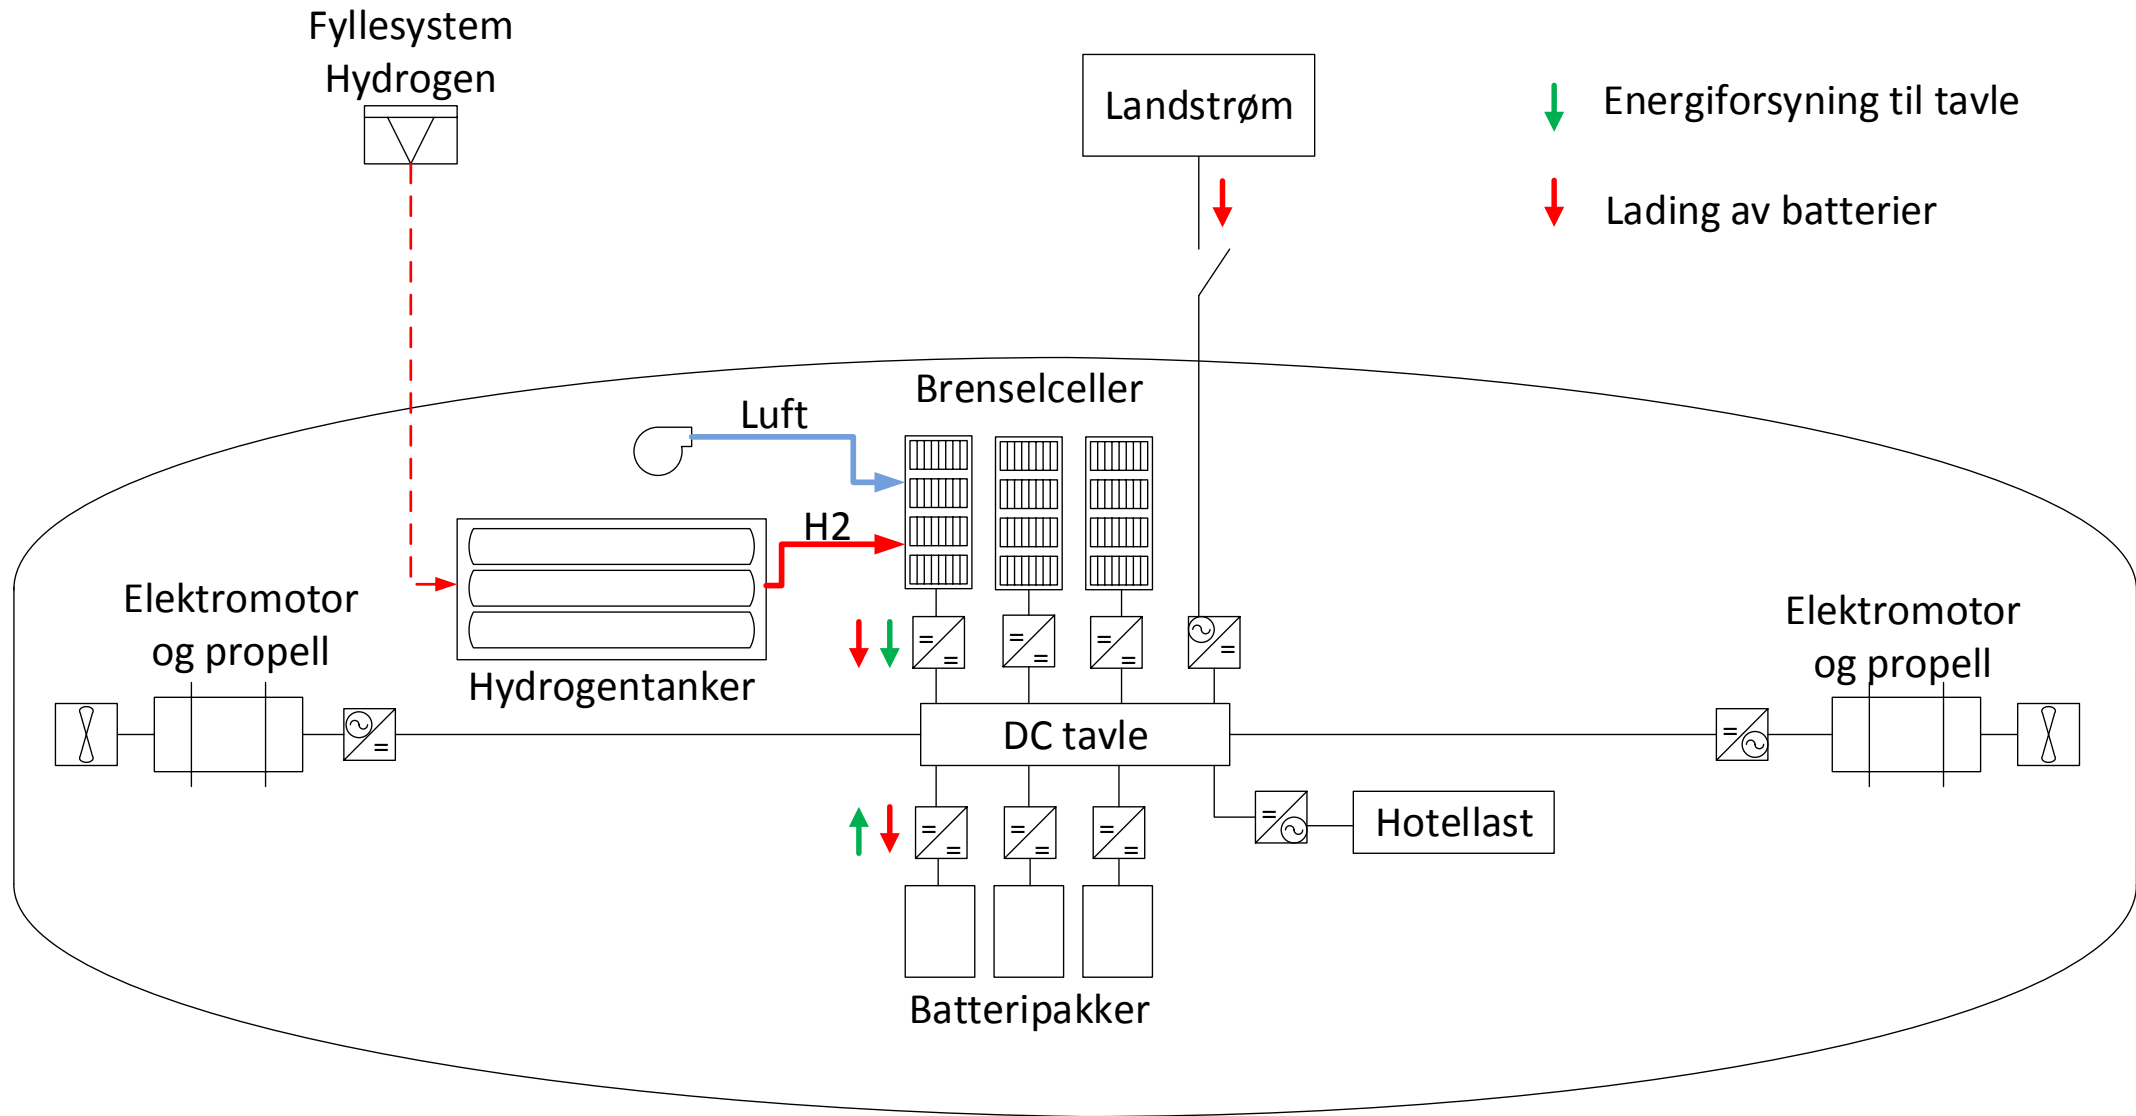 Fyllesystem
Hydrogen
Landstrøm
Energiforsyning til tavle
Lading av batterier
Brenselceller
Luft
H2
Elektromotor
og propell
Hydrogentanker
Elektromotor
og propell
DC tavle
Hotellast
Batteripakker